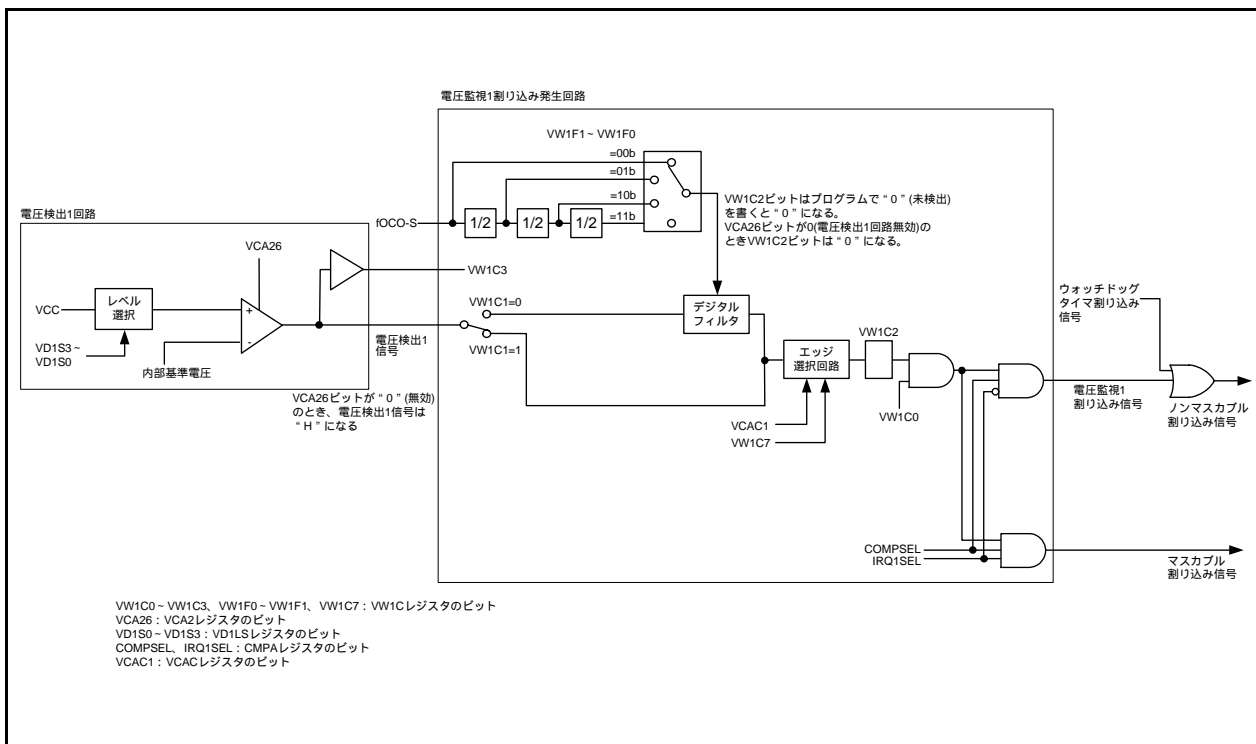 電圧監視1割り込み発生回路
VW1F1～VW1F0
=00b
=01b
=10b
=11b
fOCO-S
1/2
1/2
1/2
VW1C2ビットはプログラムで“0”(未検出)
を書くと“0”になる。
VCA26ビットが0(電圧検出1回路無効)の
ときVW1C2ビットは“0”になる。
電圧検出1回路
VCA26
VCC
レベル
選択
VD1S3～
VD1S0
+
-
内部基準電圧
VW1C3
電圧検出1
信号
VW1C1=0
VW1C1=1
デジタル
フィルタ
VCA26ビットが“0”(無効)
のとき、電圧検出1信号は
“H”になる
エッジ
選択回路
VW1C2
VCAC1
VW1C7
VW1C0
ウォッチドッグ
タイマ割り込み
信号
電圧監視1
割り込み信号
ノンマスカブル
割り込み信号
COMPSEL
IRQ1SEL
マスカブル
割り込み信号
VW1C0～VW1C3、VW1F0～VW1F1、VW1C7：VW1Cレジスタのビット
VCA26：VCA2レジスタのビット
VD1S0～VD1S3：VD1LSレジスタのビット
COMPSEL、IRQ1SEL：CMPAレジスタのビット
VCAC1：VCACレジスタのビット